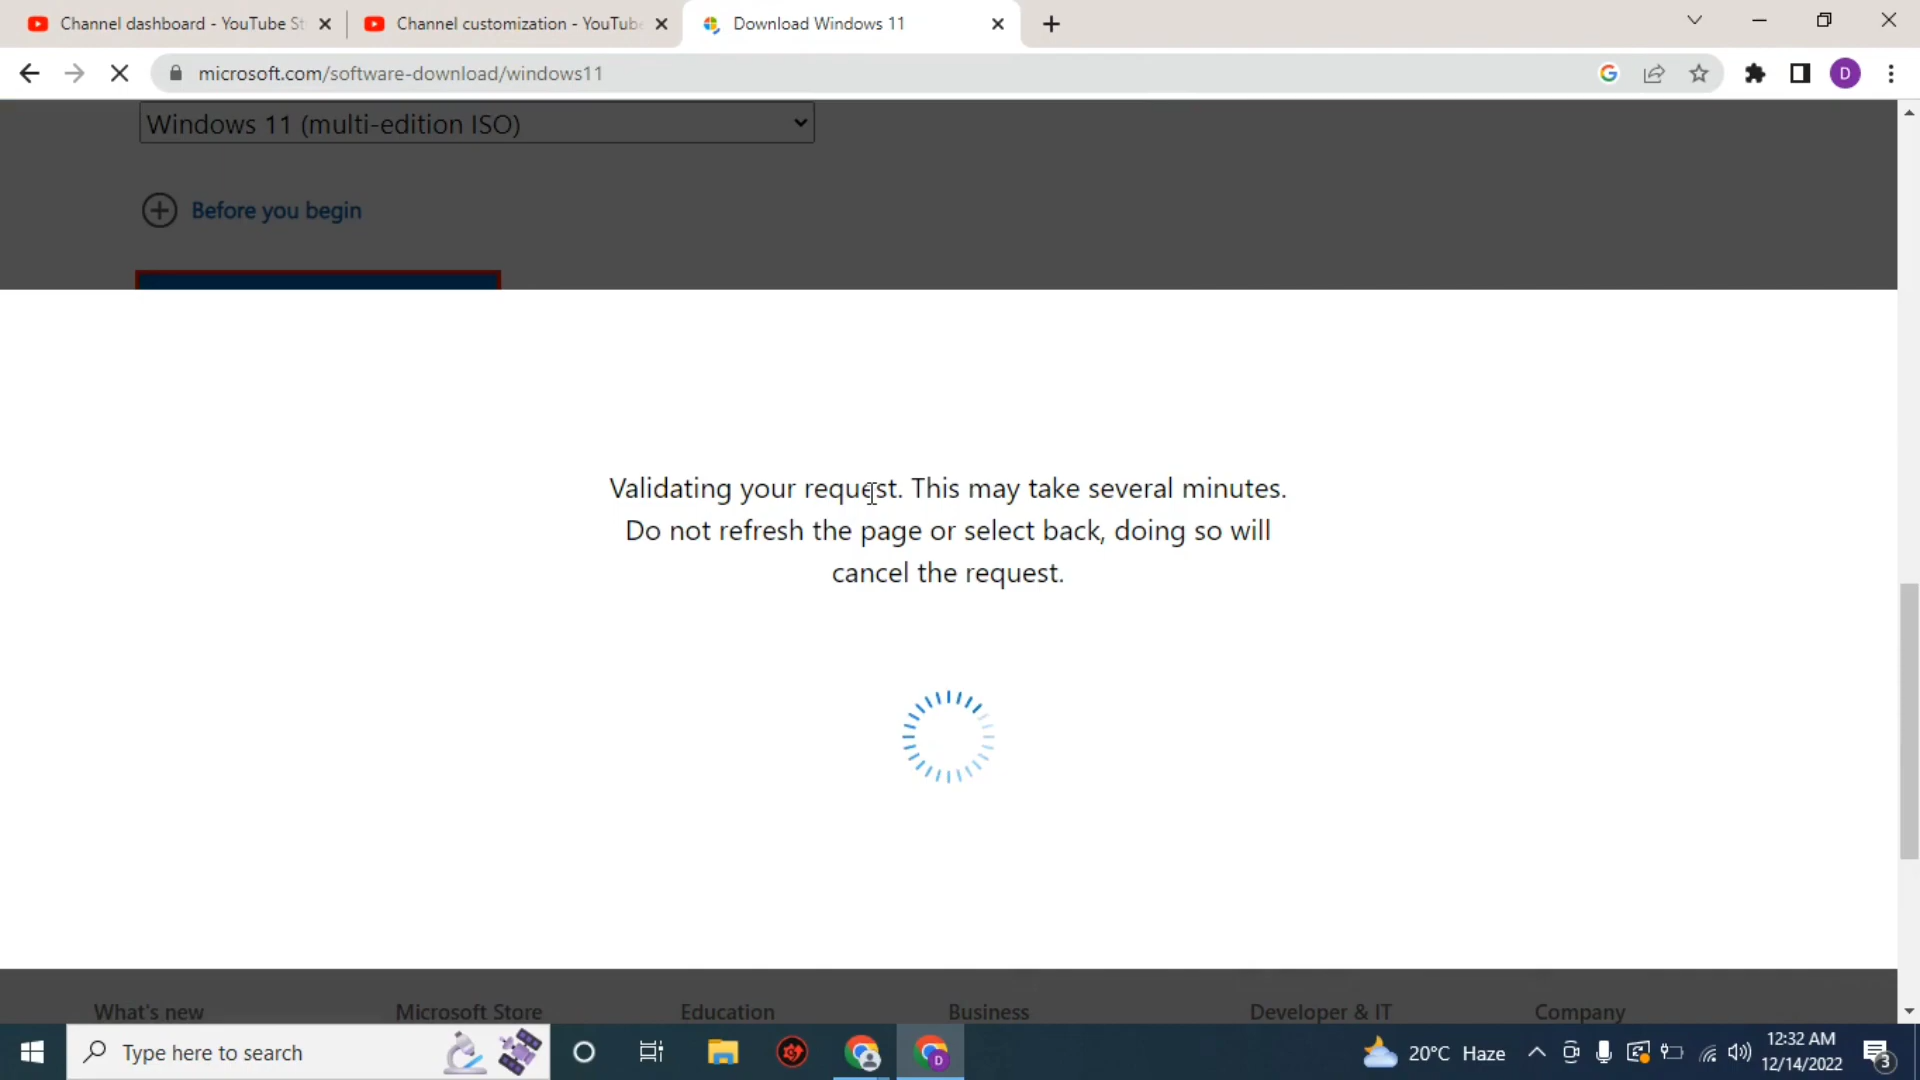 Channel dashboard - YouTube St
Channel customization - YouTube
Download Windows 11
microsoft.com/software-download/windows11
D
Windows 11 (multi-edition ISO)
Before you begin
Validating your request. This may take several minutes.
Do not refresh the page or select back, doing so will
cancel the request.
What's new
Microsoft Store
Education
Business
Developer & IT
Company
Type here to search
D
20°C Haze
12:32 AM
12/14/2022
3